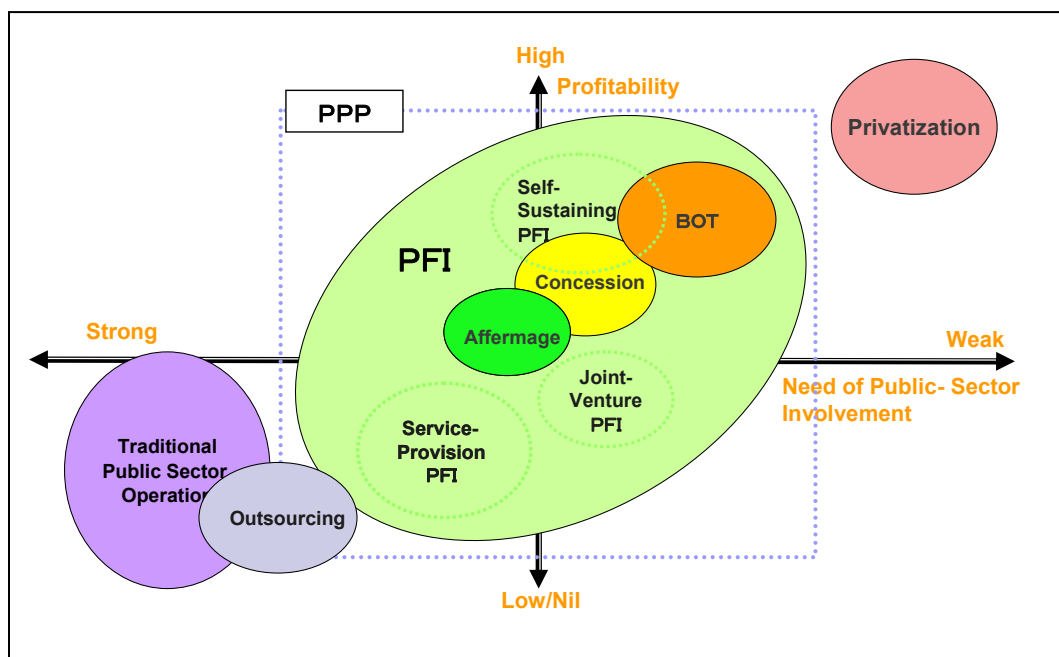 High
Profitability
PPP
Privatization
Self-
Sustaining
PFI
BOT
PFI
Concession
Affermage
Strong
Weak
Need of Public- Sector
Involvement
Joint-
Venture
PFI
Service-
Provision
PFI
Traditional
Public Sector
Operation
Outsourcing
Low/Nil